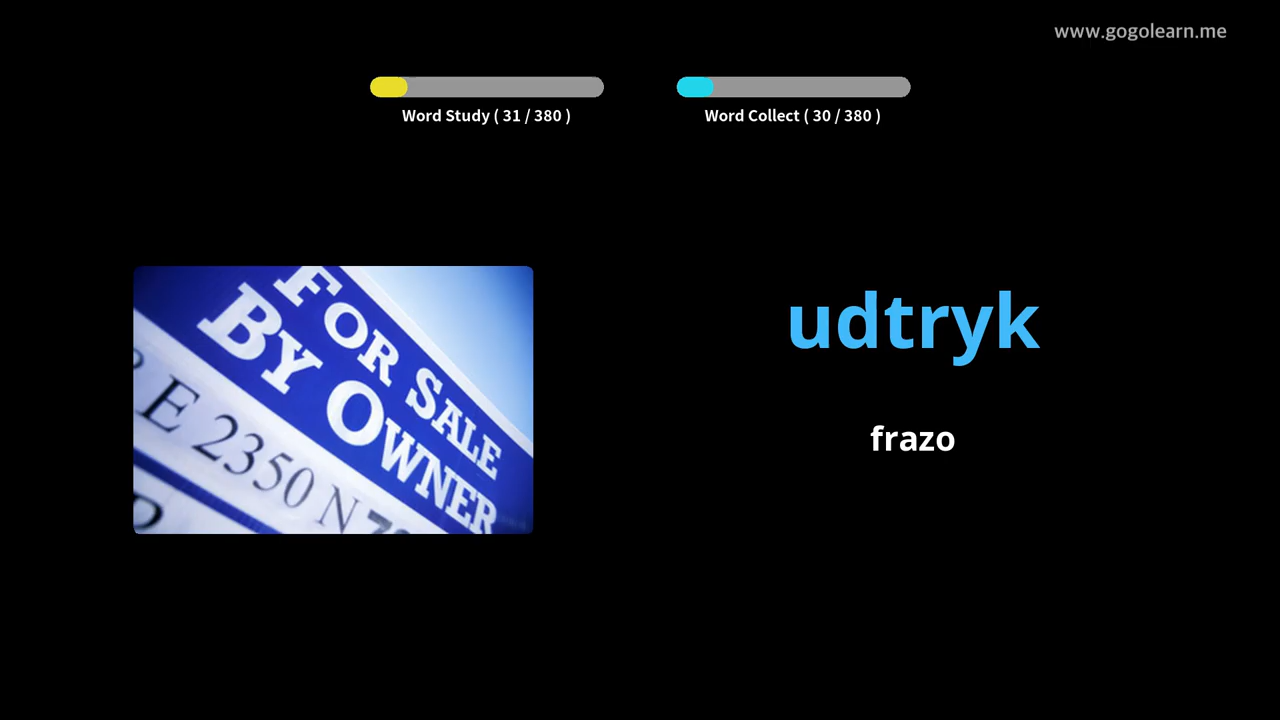 www.gogolearn.me
Word Study ( 31 / 380 )
Word Collect ( 30 / 380 )
FOR SALE
BY OWNER
E 2350 N
udtryk
frazo